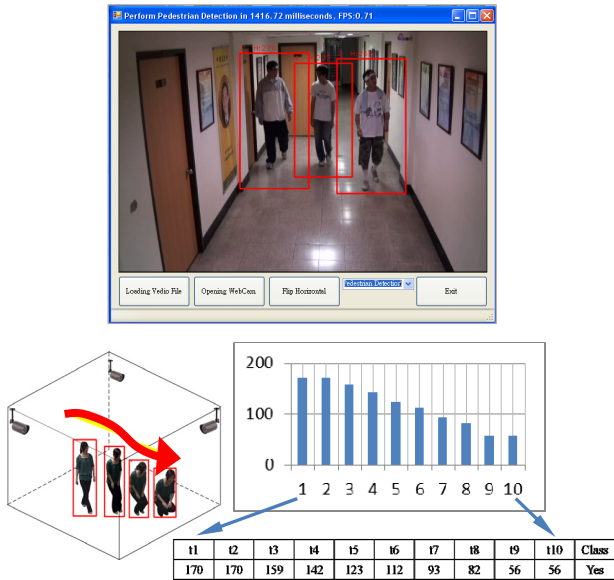 Perform Pedestrian Detection in 1416.72 milliseconds, FPS:0.71
Loading Vedio File Opening WebCam Flip Horizontal Pedestrian Detection Exit
200
100
0
1 2 3 4 5 6 7 8 9 10
t1 t2 t3 t4 t5 t6 t7 t8 t9 t10 Class
170 170 159 142 123 112 93 82 56 56 Yes